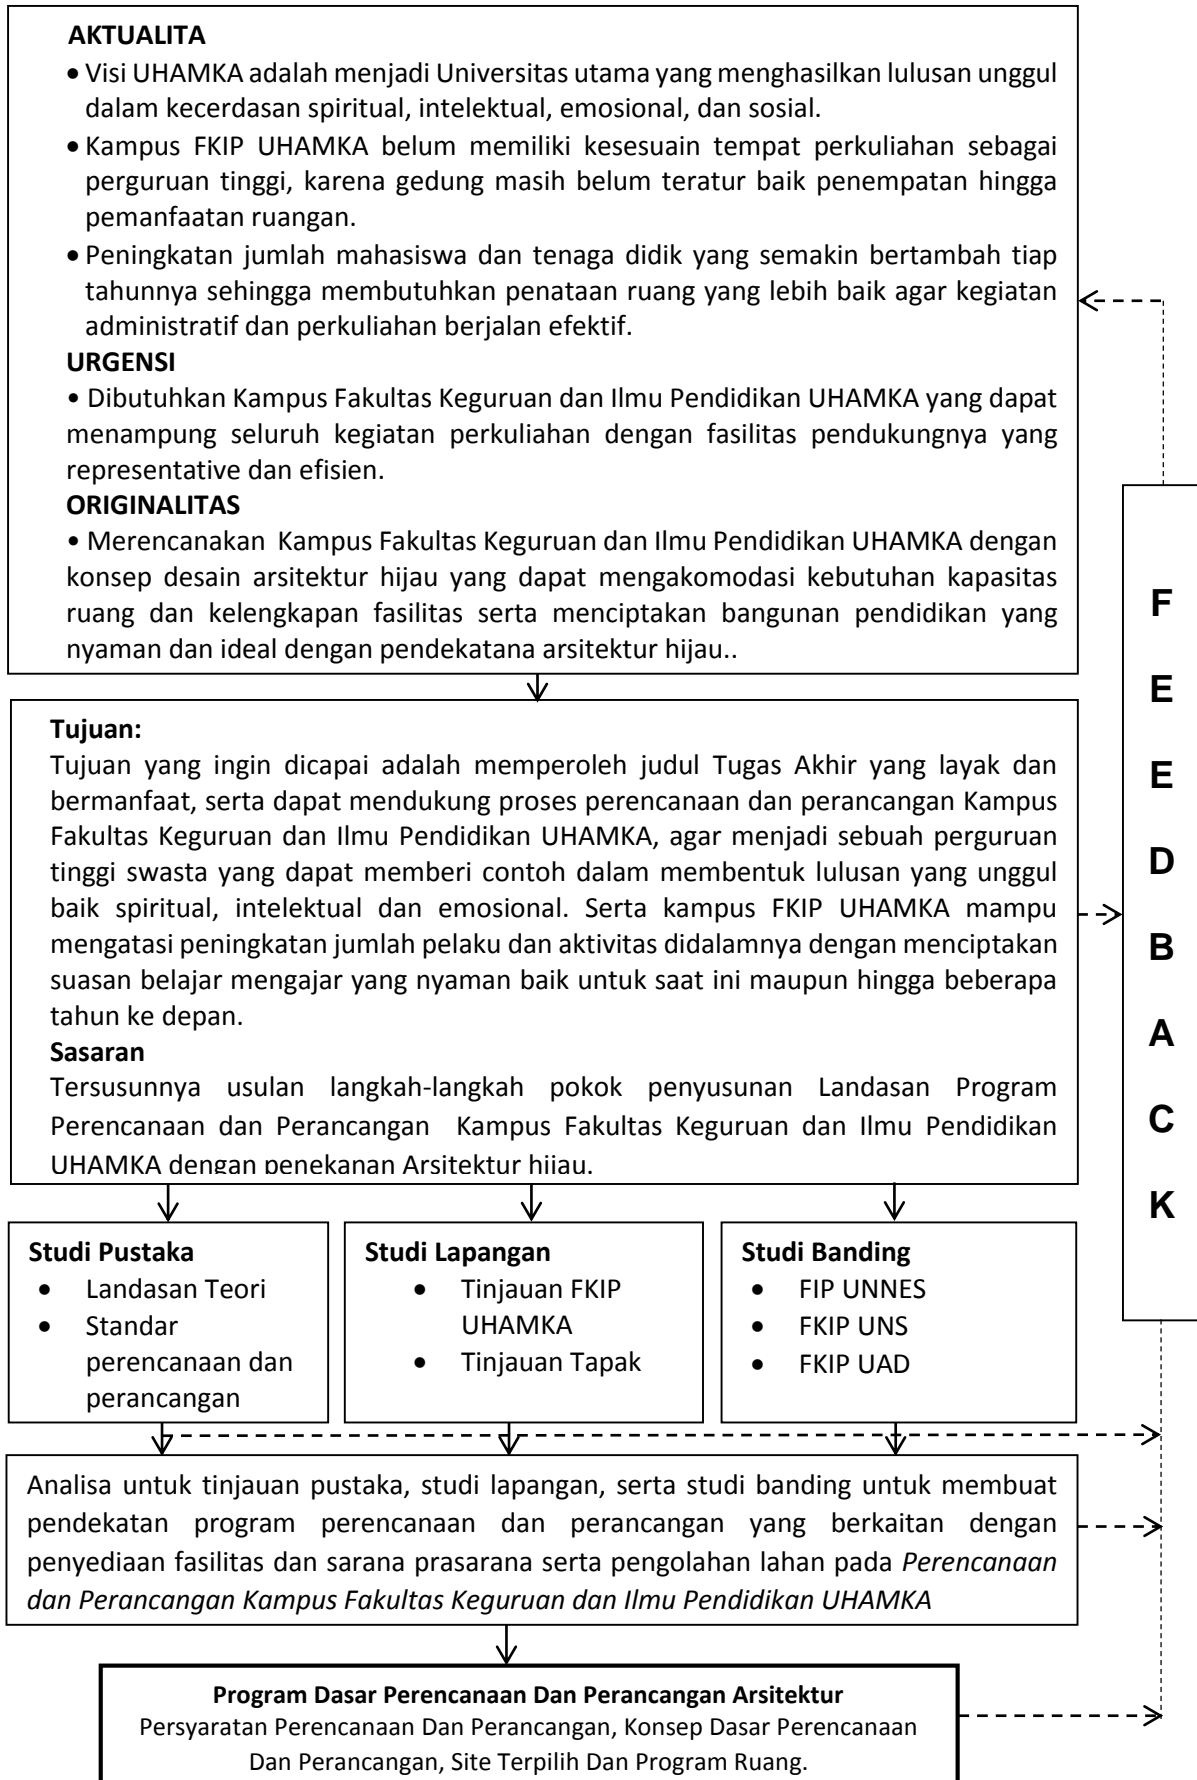 AKTUALITA
• Visi UHAMKA adalah menjadi Universitas utama yang menghasilkan lulusan unggul
dalam kecerdasan spiritual, intelektual, emosional, dan sosial.
• Kampus FKIP UHAMKA belum memiliki kesesuain tempat perkuliahan sebagai
perguruan tinggi, karena gedung masih belum teratur baik penempatan hingga
pemanfaatan ruangan.
• Peningkatan jumlah mahasiswa dan tenaga didik yang semakin bertambah tiap
tahunnya sehingga membutuhkan penataan ruang yang lebih baik agar kegiatan
administratif dan perkuliahan berjalan efektif.
URGENSI
• Dibutuhkan Kampus Fakultas Keguruan dan Ilmu Pendidikan UHAMKA yang dapat
menampung seluruh kegiatan perkuliahan dengan fasilitas pendukungnya yang
representative dan efisien.
ORIGINALITAS
• Merencanakan Kampus Fakultas Keguruan dan Ilmu Pendidikan UHAMKA dengan
konsep desain arsitektur hijau yang dapat mengakomodasi kebutuhan kapasitas
ruang dan kelengkapan fasilitas serta menciptakan bangunan pendidikan yang
nyaman dan ideal dengan pendekatana arsitektur hijau..
Tujuan:
Tujuan yang ingin dicapai adalah memperoleh judul Tugas Akhir yang layak dan
bermanfaat, serta dapat mendukung proses perencanaan dan perancangan Kampus
Fakultas Keguruan dan Ilmu Pendidikan UHAMKA, agar menjadi sebuah perguruan
tinggi swasta yang dapat memberi contoh dalam membentuk lulusan yang unggul
baik spiritual, intelektual dan emosional. Serta kampus FKIP UHAMKA mampu
mengatasi peningkatan jumlah pelaku dan aktivitas didalamnya dengan menciptakan
suasan belajar mengajar yang nyaman baik untuk saat ini maupun hingga beberapa
tahun ke depan.
Sasaran
Tersusunnya usulan langkah-langkah pokok penyusunan Landasan Program
Perencanaan dan Perancangan Kampus Fakultas Keguruan dan Ilmu Pendidikan
UHAMKA dengan penekanan Arsitektur hijau.
Studi Pustaka
• Landasan Teori
• Standar
perencanaan dan
perancangan
Studi Lapangan
• Tinjauan FKIP
UHAMKA
• Tinjauan Tapak
Studi Banding
• FIP UNNES
• FKIP UNS
• FKIP UAD
Analisa untuk tinjauan pustaka, studi lapangan, serta studi banding untuk membuat
pendekatan program perencanaan dan perancangan yang berkaitan dengan
penyediaan fasilitas dan sarana prasarana serta pengolahan lahan pada Perencanaan
dan Perancangan Kampus Fakultas Keguruan dan Ilmu Pendidikan UHAMKA
Program Dasar Perencanaan Dan Perancangan Arsitektur
Persyaratan Perencanaan Dan Perancangan, Konsep Dasar Perencanaan
Dan Perancangan, Site Terpilih Dan Program Ruang.
F
E
E
D
B
A
C
K